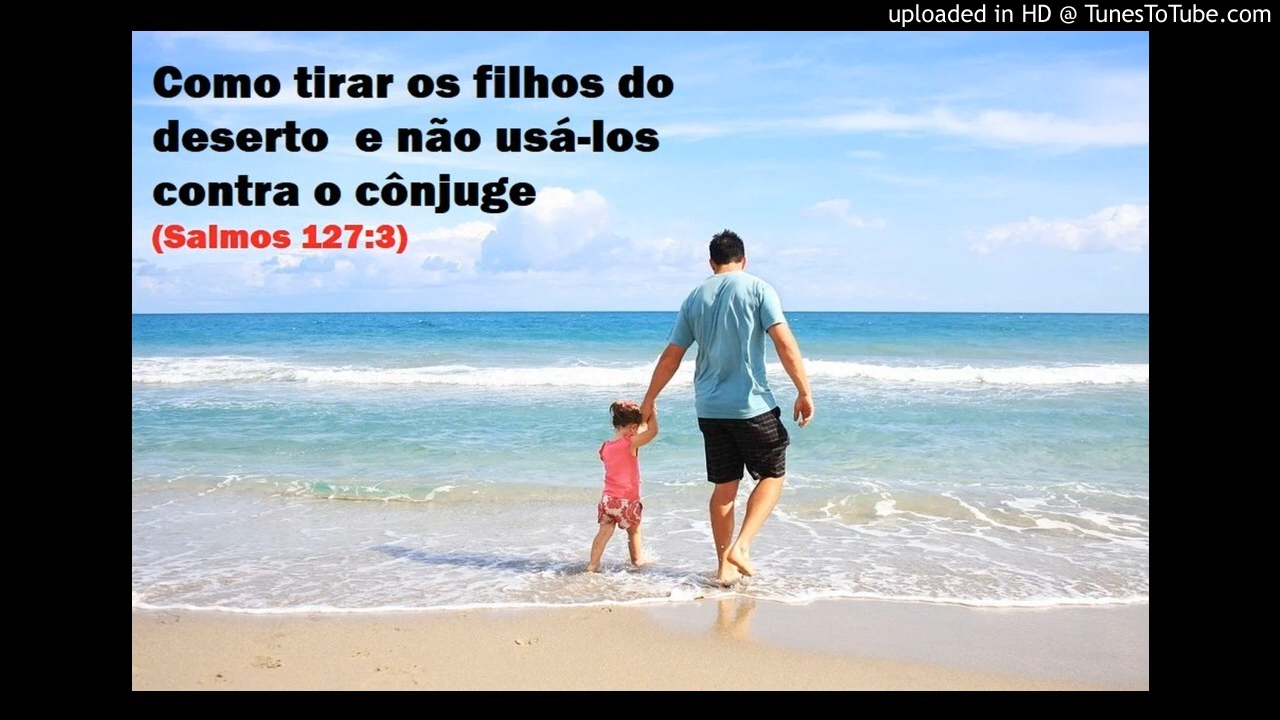 uploaded in HD @ TunesToTube.com
Como tirar os filhos do
deserto  e não usá-los
contra o cônjuge
(Salmos 127:3)